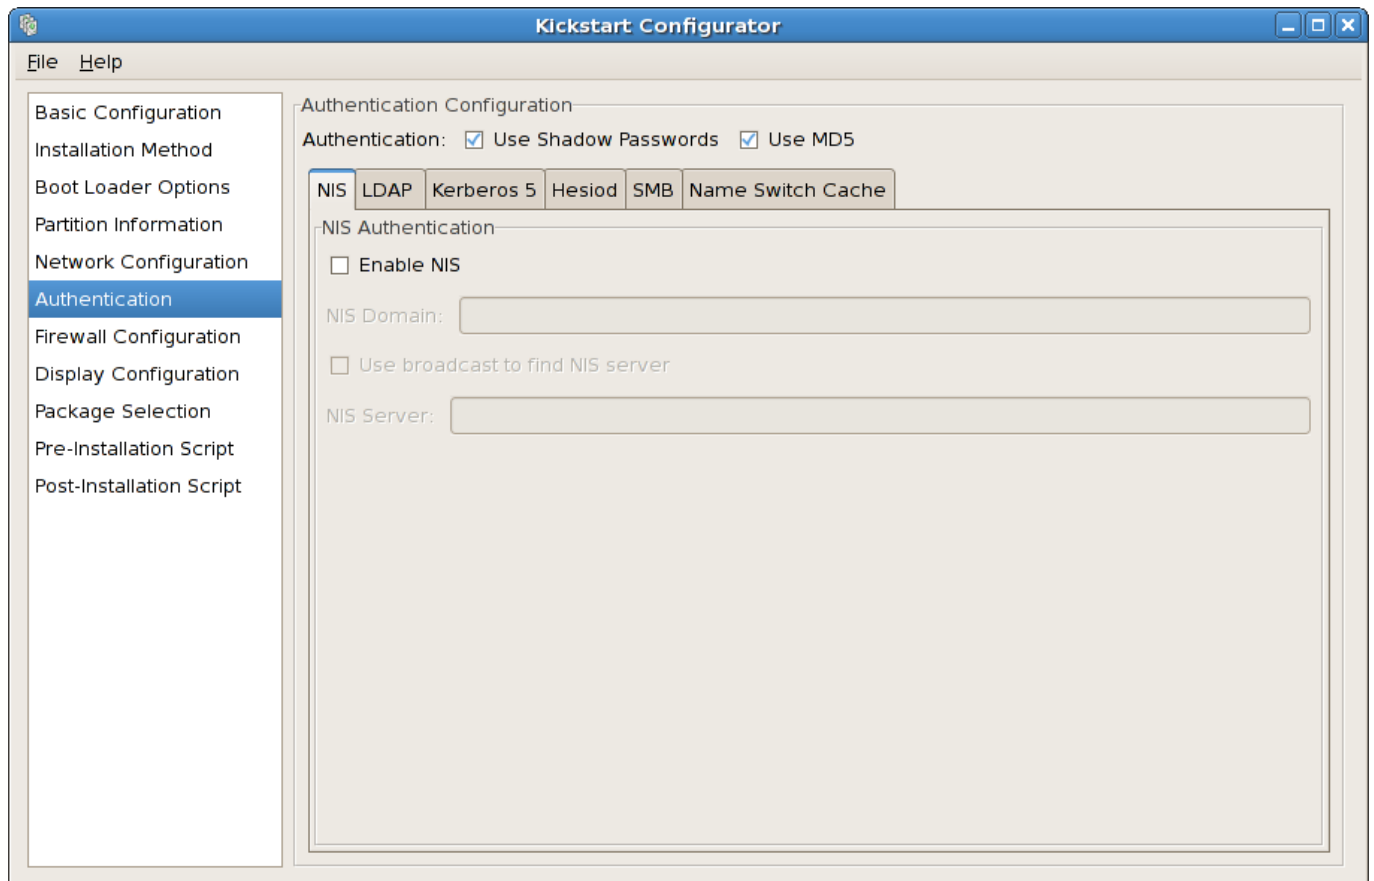 Kickstart Configurator
File Help
Basic Configuration
Installation Method
Boot Loader Options
Partition Information
Network Configuration
Authentication
Firewall Configuration
Display Configuration
Package Selection
Pre-Installation Script
Post-Installation Script
Authentication Configuration
Authentication: Use Shadow Passwords Use MD5
NIS LDAP Kerberos 5 Hesiod SMB Name Switch Cache
NIS Authentication
Enable NIS
NIS Domain:
Use broadcast to find NIS server
NIS Server: